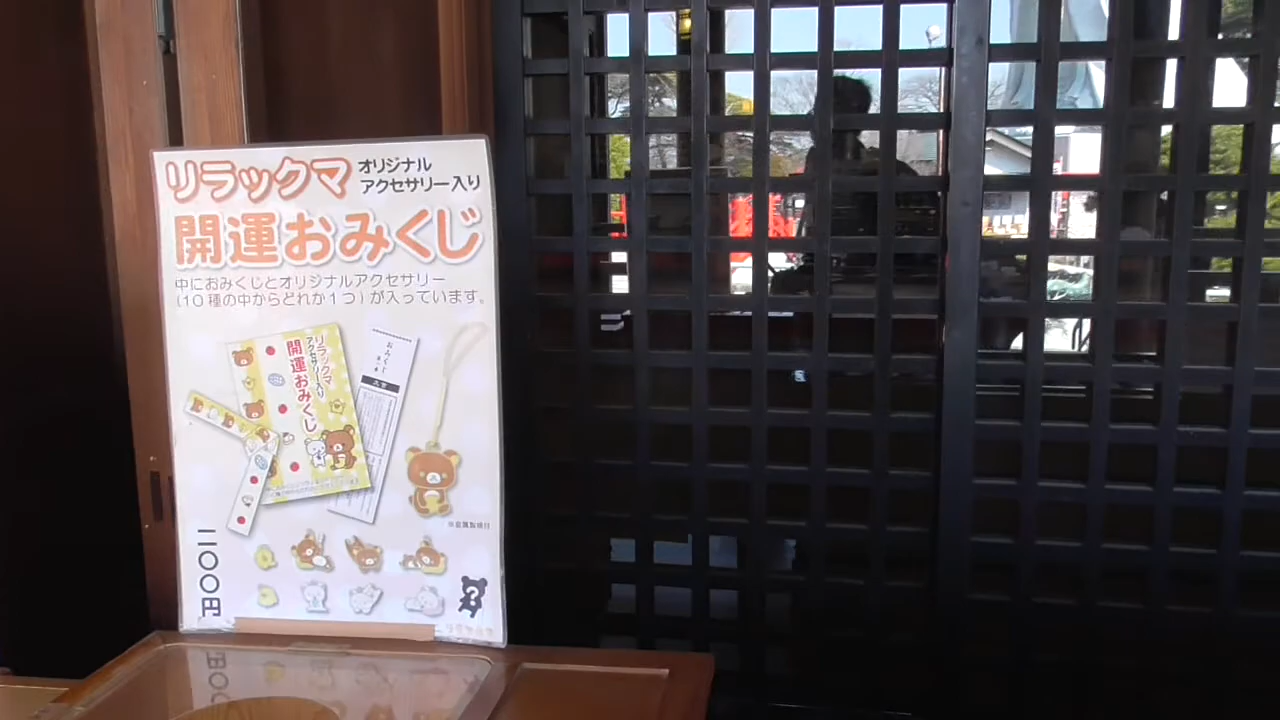 リラックマ オリジナル
アクセサリー入り
開運おみくじ
中におみくじとオリジナルアクセサリー
(10種の中からどれか1つ)が入っています。
リラックマ
アクセサリー入り
開運おみくじ
おみくじ
?
二〇〇円